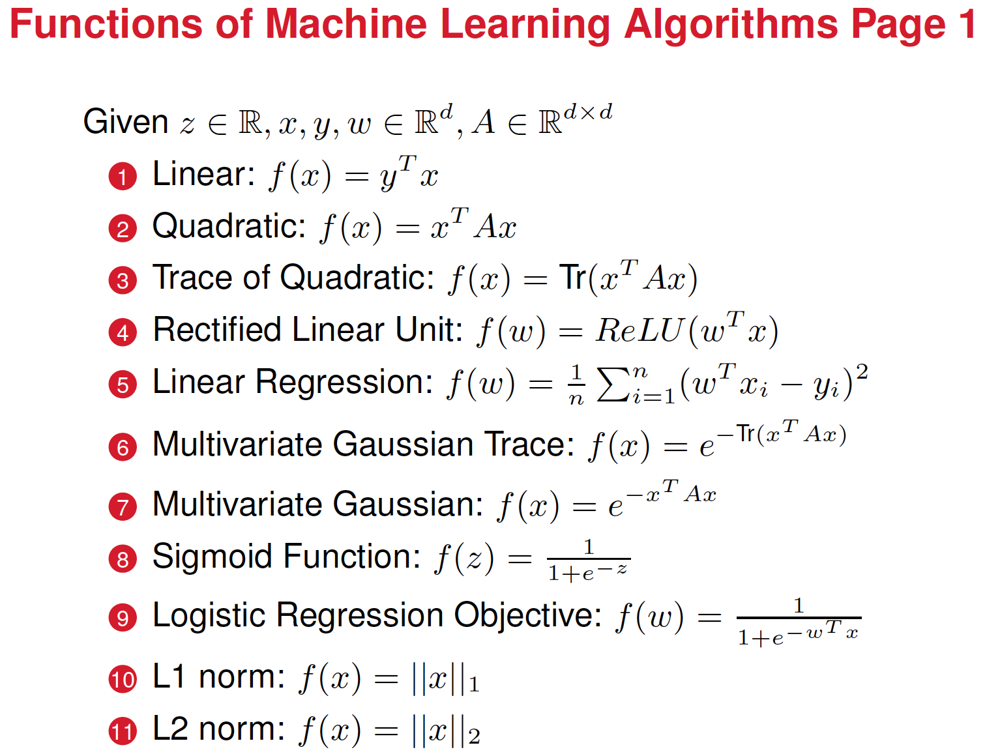 Functions of Machine Learning Algorithms Page 1
Given $z \in \mathbb{R}, x, y, w \in \mathbb{R}^d, A \in \mathbb{R}^{d \times d}$
1 Linear: $f(x) = y^T x$
2 Quadratic: $f(x) = x^T A x$
3 Trace of Quadratic: $f(x) = \text{Tr}(x^T A x)$
4 Rectified Linear Unit: $f(w) = ReLU(w^T x)$
5 Linear Regression: $f(w) = \frac{1}{n} \sum_{i=1}^{n} (w^T x_i - y_i)^2$
6 Multivariate Gaussian Trace: $f(x) = e^{-\text{Tr}(x^T A x)}$
7 Multivariate Gaussian: $f(x) = e^{-x^T A x}$
8 Sigmoid Function: $f(z) = \frac{1}{1+e^{-z}}$
9 Logistic Regression Objective: $f(w) = \frac{1}{1+e^{-w^T x}}$
10 L1 norm: $f(x) = ||x||_1$
11 L2 norm: $f(x) = ||x||_2$